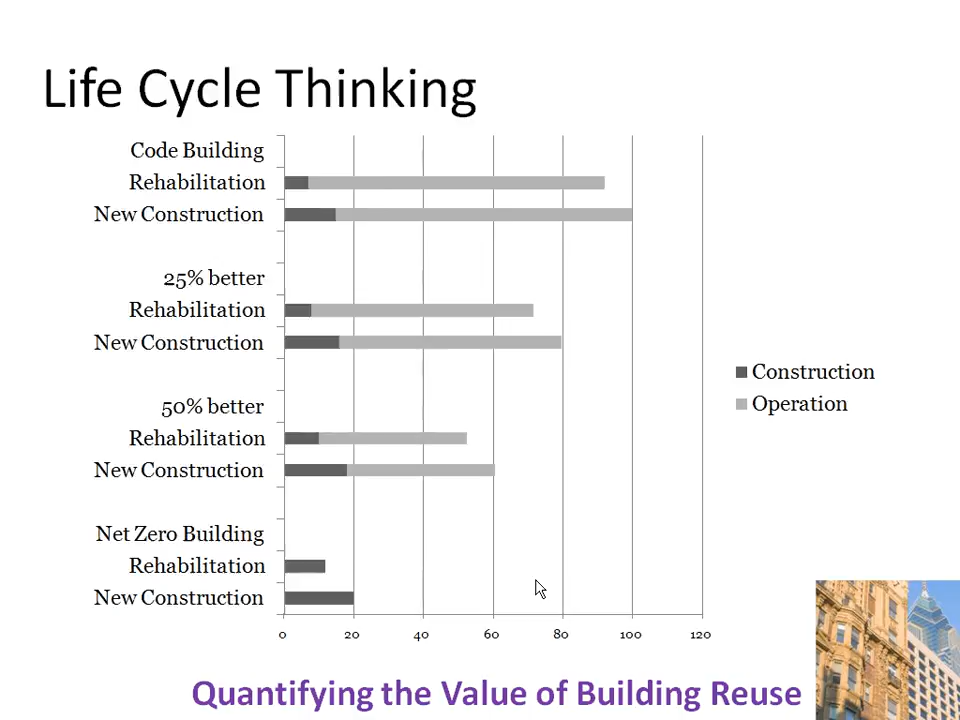 Life Cycle Thinking
Code Building
Rehabilitation
New Construction
25% better
Rehabilitation
New Construction
50% better
Rehabilitation
New Construction
Net Zero Building
Rehabilitation
New Construction
0 20 40 60 80 100 120
Construction
Operation
Quantifying the Value of Building Reuse